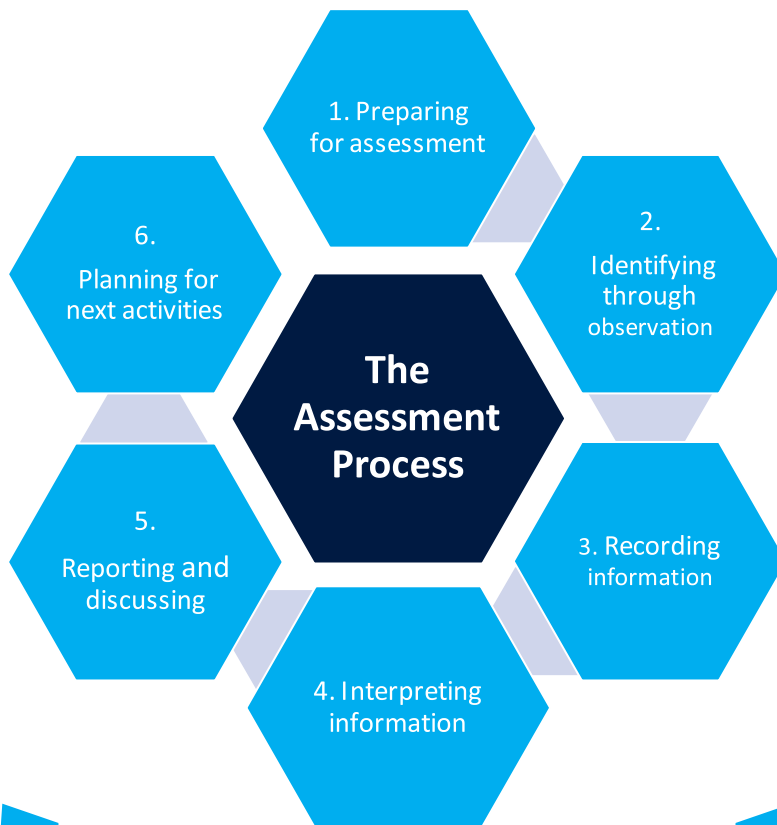 1. Preparing
for assessment
2.
Identifying
through
observation
3. Recording
information
4. Interpreting
information
5.
Reporting and
discussing
6.
Planning for
next activities
The
Assessment
Process